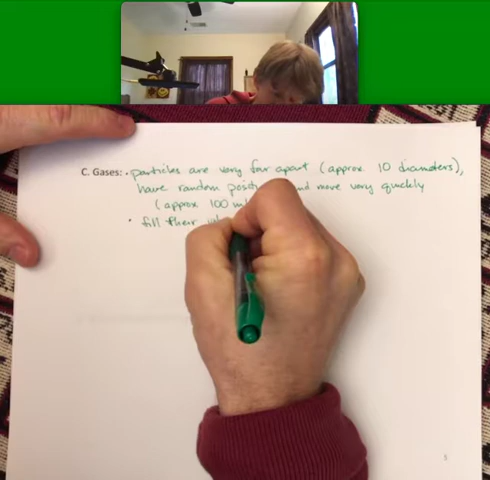 C. Gases: • particles are very far apart (approx. 10 diameters),
have random and move very quickly
(approx 100
• fill their
3